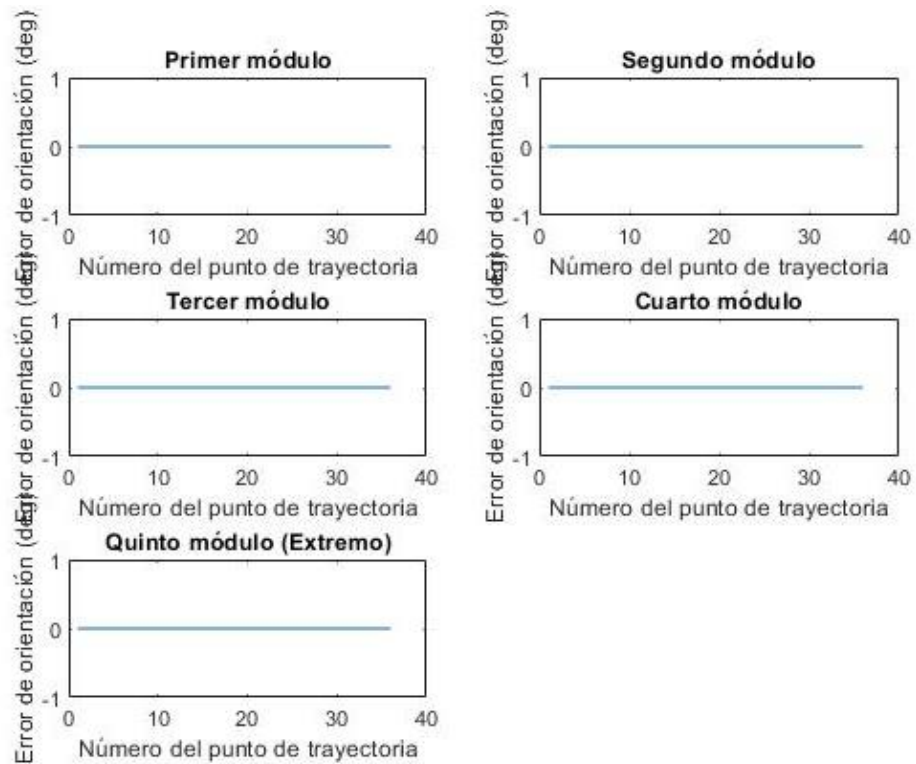 Primer módulo
Error de orientación (deg)
1
0
-1
0 10 20 30 40
Número del punto de trayectoria
Segundo módulo
Error de orientación (deg)
1
0
-1
0 10 20 30 40
Número del punto de trayectoria
Tercer módulo
Error de orientación (deg)
1
0
-1
0 10 20 30 40
Número del punto de trayectoria
Cuarto módulo
Error de orientación (deg)
1
0
-1
0 10 20 30 40
Número del punto de trayectoria
Quinto módulo (Extremo)
Error de orientación (deg)
1
0
-1
0 10 20 30 40
Número del punto de trayectoria